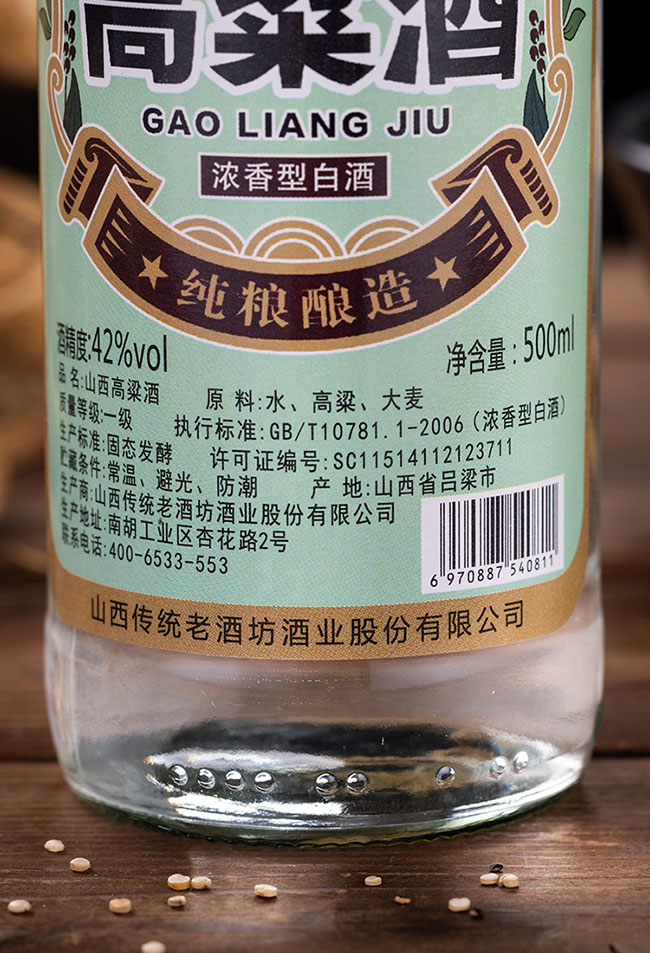 高粱酒
GAO LIANG JIU
浓香型白酒
纯粮酿造
酒精度:42%vol
净含量:500ml
品 名:山西高粱酒
原 料:水、高粱、大麦
质量等级:一级
执行标准:GB/T10781.1-2006(浓香型白酒)
生产标准:固态发酵
许可证编号:SC11514112123711
贮藏条件:常温、避光、防潮
产 地:山西省吕梁市
生产商:山西传统老酒坊酒业股份有限公司
生产地址:南胡工业区杏花路2号
联系电话:400-6533-553
6 970887 540811
山西传统老酒坊酒业股份有限公司